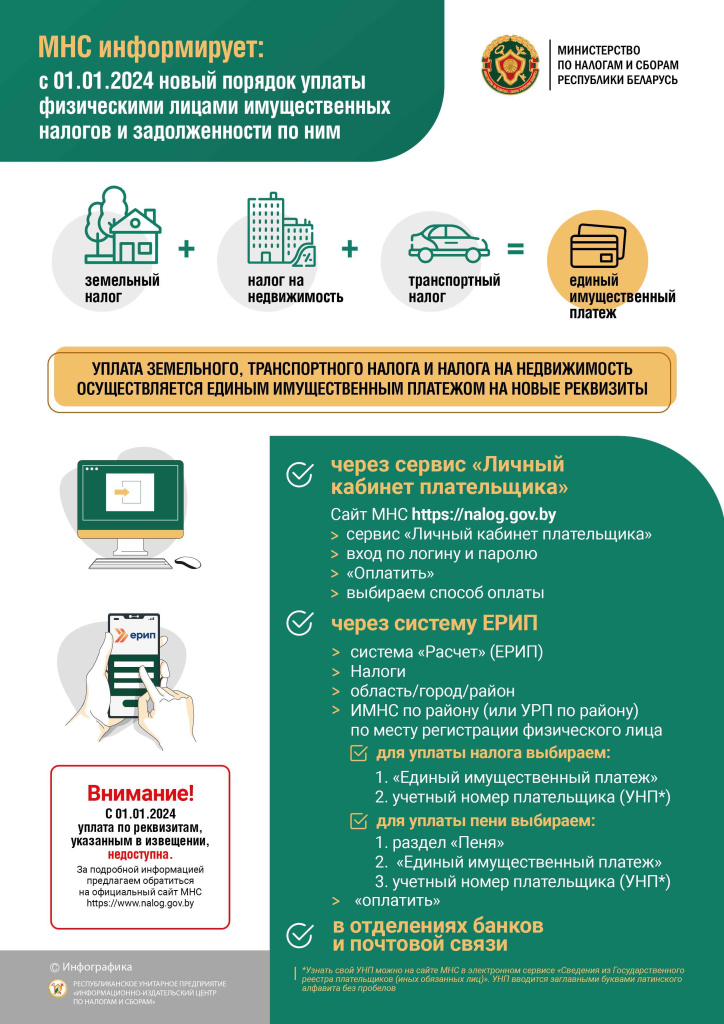 МНС информирует:
с 01.01.2024 новый порядок уплаты
физическими лицами имущественных
налогов и задолженности по ним
МИНИСТЕРСТВО
ПО НАЛОГАМ И СБОРАМ
РЕСПУБЛИКИ БЕЛАРУСЬ
земельный
налог
+
налог на
недвижимость
+
транспортный
налог
=
единый
имущественный
платеж
УПЛАТА ЗЕМЕЛЬНОГО, ТРАНСПОРТНОГО НАЛОГА И НАЛОГА НА НЕДВИЖИМОСТЬ
ОСУЩЕСТВЛЯЕТСЯ ЕДИНЫМ ИМУЩЕСТВЕННЫМ ПЛАТЕЖОМ НА НОВЫЕ РЕКВИЗИТЫ
через сервис «Личный
кабинет плательщика»
Сайт МНС https://nalog.gov.by
> сервис «Личный кабинет плательщика»
> вход по логину и паролю
> «Оплатить»
> выбираем способ оплаты
ерип
через систему ЕРИП
> система «Расчет» (ЕРИП)
> Налоги
> область/город/район
> ИМНС по району (или УРП по району)
по месту регистрации физического лица
для уплаты налога выбираем:
1. «Единый имущественный платеж»
2. учетный номер плательщика (УНП*)
для уплаты пени выбираем:
1. раздел «Пеня»
2. «Единый имущественный платеж»
3. учетный номер плательщика (УНП*)
> «оплатить»
в отделениях банков
и почтовой связи
*Узнать свой УНП можно на сайте МНС в электронном сервисе «Сведения из Государственного
реестра плательщиков (иных обязанных лиц)». УНП вводится заглавными буквами латинского
алфавита без пробелов
Внимание!
С 01.01.2024
уплата по реквизитам,
указанным в извещении,
недоступна.
За подробной информацией
предлагаем обратиться
на официальный сайт МНС
https://www.nalog.gov.by
© Инфографика
РЕСПУБЛИКАНСКОЕ УНИТАРНОЕ ПРЕДПРИЯТИЕ
«ИНФОРМАЦИОННО-ИЗДАТЕЛЬСКИЙ ЦЕНТР
ПО НАЛОГАМ И СБОРАМ»